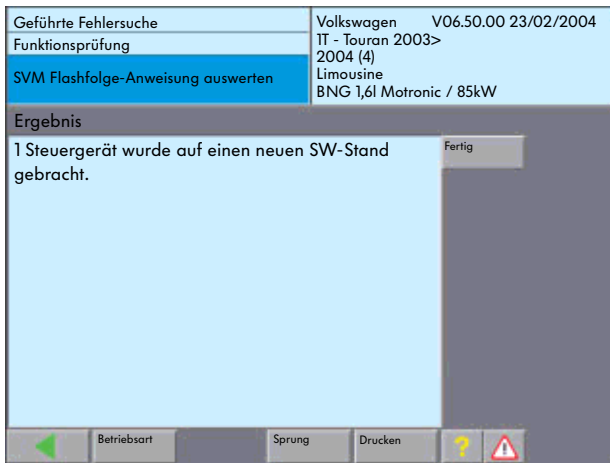 Geführte Fehlersuche
Funktionsprüfung
SVM Flashfolge-Anweisung auswerten
Volkswagen V06.50.00 23/02/2004
1T - Touran 2003>
2004 (4)
Limousine
BNG 1,6l Motronic / 85kW
Ergebnis
1 Steuergerät wurde auf einen neuen SW-Stand
gebracht.
Fertig
Betriebsart
Sprung
Drucken
?